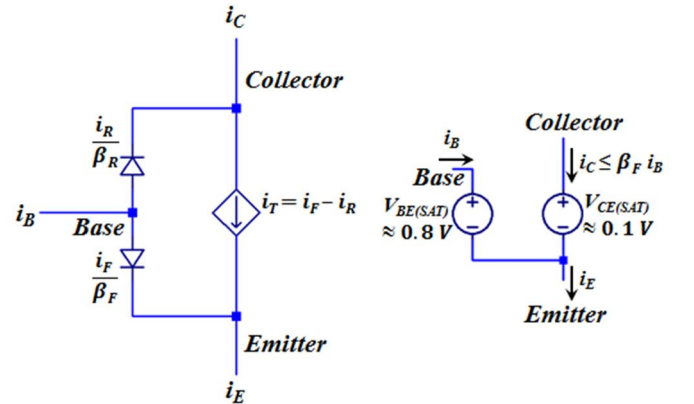 i_C
Collector
i_R
β_R
i_T = i_F − i_R
i_B
Base
i_F
β_F
Emitter
i_E
Collector
i_B
i_C ≤ β_F i_B
Base
V_BE(SAT)
≈ 0.8 V
+
−
V_CE(SAT)
≈ 0.1 V
+
−
i_E
Emitter